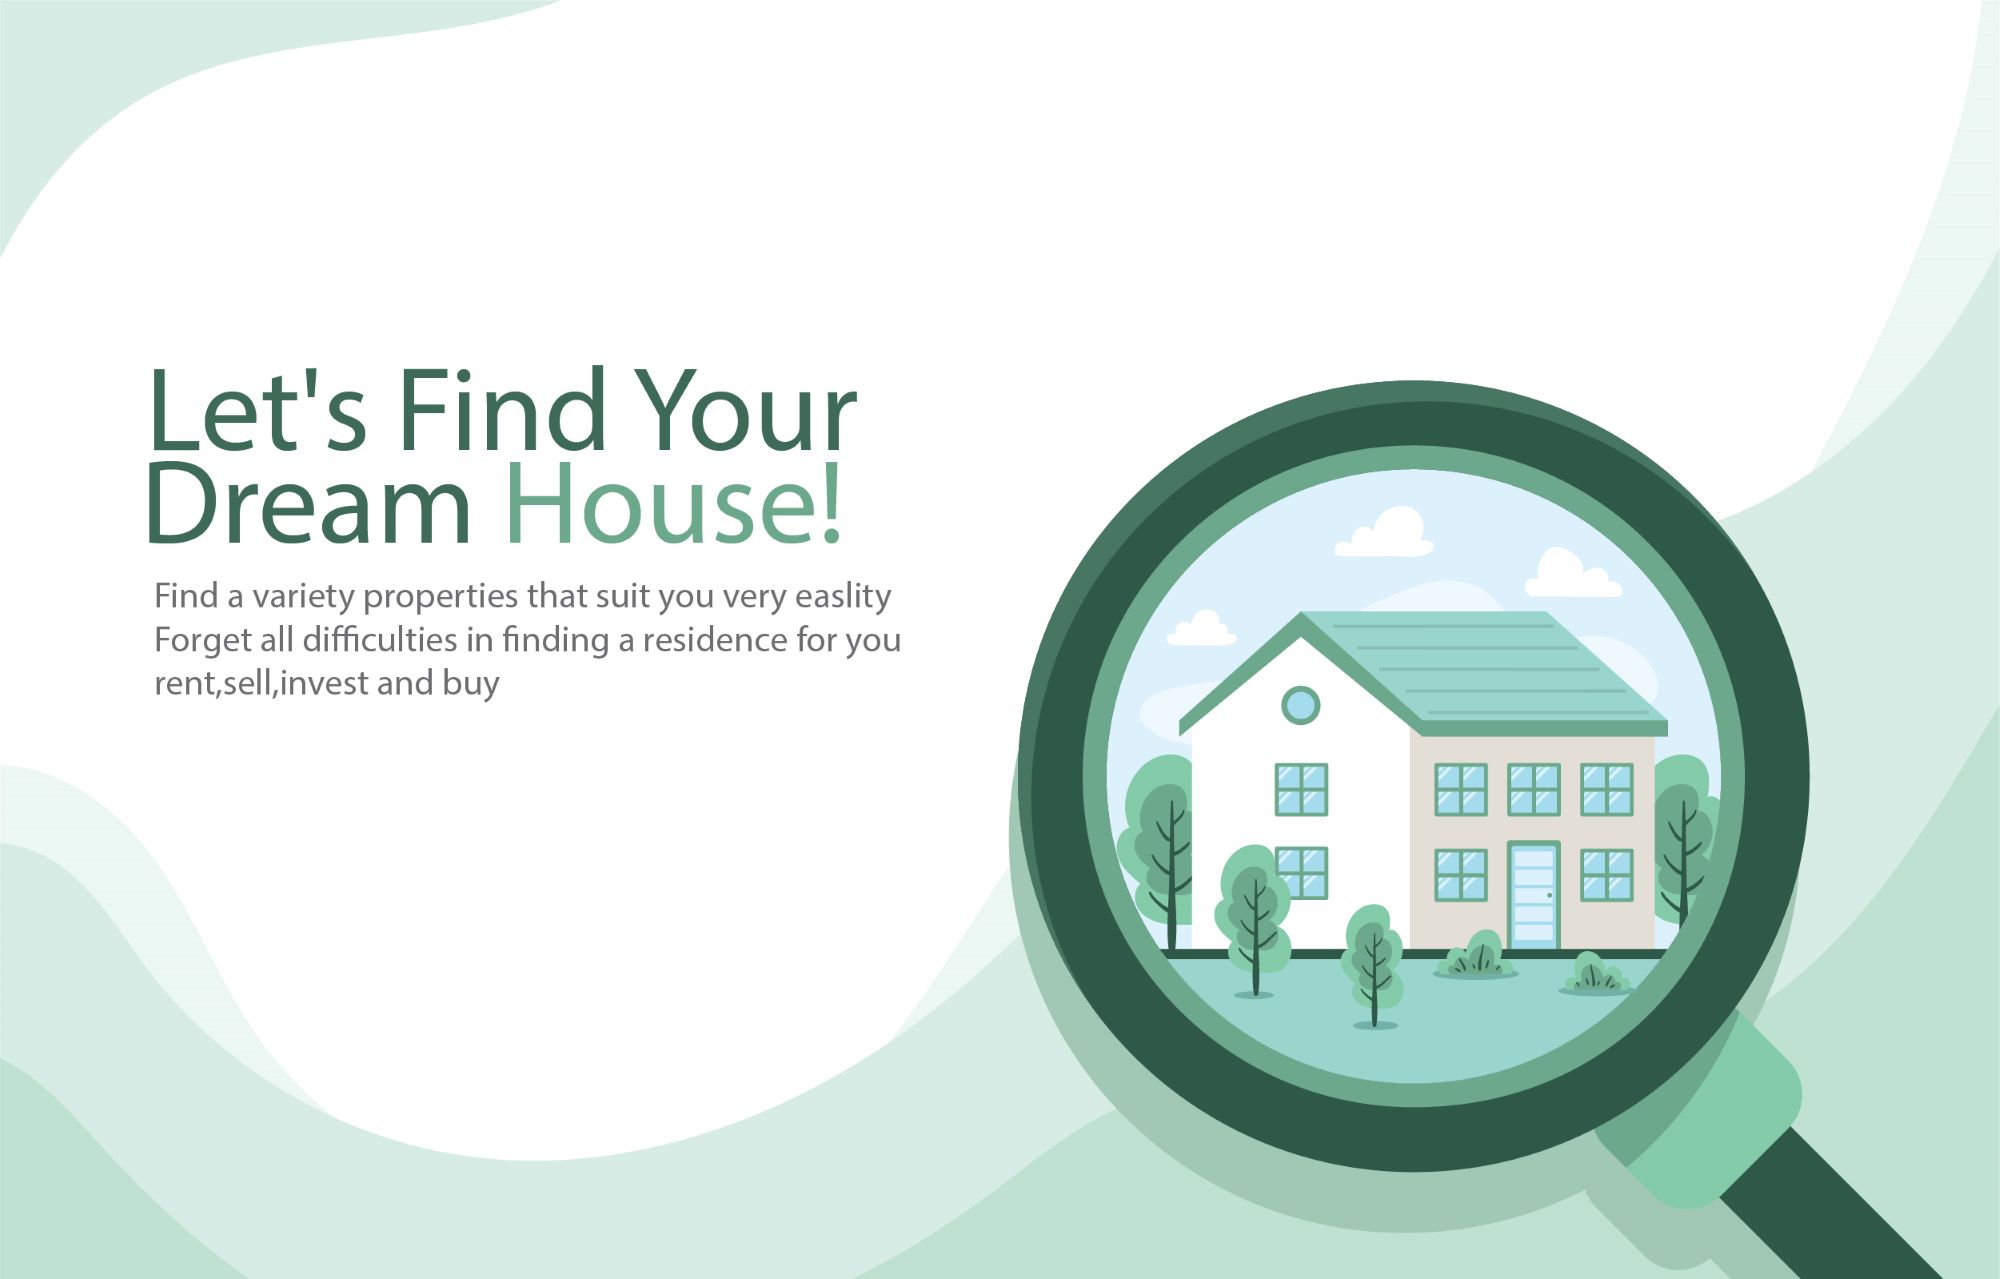 Let's Find Your
Dream House!
Find a variety properties that suit you very easlity
Forget all difficulties in finding a residence for you
rent,sell,invest and buy